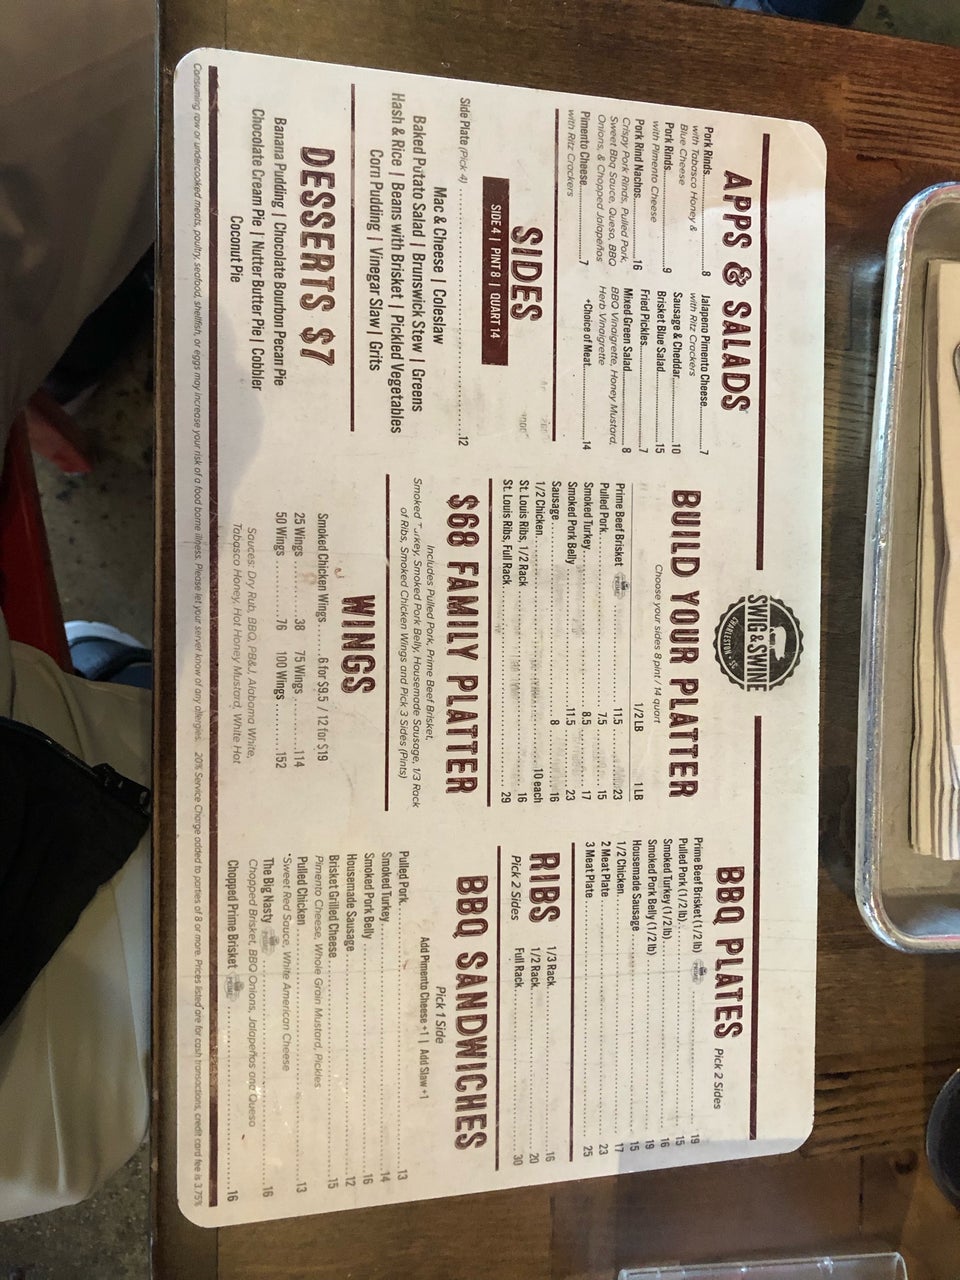 APPS & SALADS
Pork Rinds 8
with Tabasco Honey &
Blue Cheese
Pork Rinds 9
with Pimento Cheese
Pork Rind Nachos 16
Crispy Pork Rinds, Pulled Pork,
Sweet Bbq Sauce, Queso, BBQ
Onions, & Chopped Jalapeños
Pimento Cheese 7
with Ritz Crackers
Jalapeno Pimento Cheese 7
with Ritz Crackers
Sausage & Cheddar 10
Brisket Blue Salad 15
Fried Pickles 7
Mixed Green Salad 8
BBQ Vinaigrette, Honey Mustard,
Herb Vinaigrette
+Choice of Meat 14
SIDES
SIDE 4 | PINT 8 | QUART 14
Side Plate (Pick 4) 12
Mac & Cheese | Coleslaw
Baked Potato Salad | Brunswick Stew | Greens
Hash & Rice | Beans with Brisket | Pickled Vegetables
Corn Pudding | Vinegar Slaw | Grits
DESSERTS $7
Banana Pudding | Chocolate Bourbon Pecan Pie
Chocolate Cream Pie | Nutter Butter Pie | Cobbler
Coconut Pie
SWIG & SWINE
CHARLESTON · SC
BUILD YOUR PLATTER
Choose your sides 8 pint / 14 quart
1/2 LB 1 LB
Prime Beef Brisket PRIME 11.5 23
Pulled Pork 7.5 15
Smoked Turkey 8.5 17
Smoked Pork Belly 11.5 23
Sausage 8 16
1/2 Chicken 10 each
St. Louis Ribs, 1/2 Rack 16
St. Louis Ribs, Full Rack 29
$68 FAMILY PLATTER
Includes Pulled Pork, Prime Beef Brisket,
Smoked Turkey, Smoked Pork Belly, Housemade Sausage, 1/3 Rack
of Ribs, Smoked Chicken Wings and Pick 3 Sides (Pints)
WINGS
Smoked Chicken Wings 6 for $9.5 / 12 for $19
25 Wings 38 75 Wings 114
50 Wings 76 100 Wings 152
Sauces: Dry Rub, BBQ, PB&J, Alabama White,
Tabasco Honey, Hot Honey Mustard, White Hot
BBQ PLATES Pick 2 Sides
Prime Beef Brisket (1/2 lb) PRIME 19
Pulled Pork (1/2 lb) 15
Smoked Turkey (1/2 lb) 16
Smoked Pork Belly (1/2 lb) 19
Housemade Sausage 15
1/2 Chicken 17
2 Meat Plate 23
3 Meat Plate 25
RIBS
Pick 2 Sides
1/3 Rack 16
1/2 Rack 20
Full Rack 30
BBQ SANDWICHES
Pick 1 Side
Add Pimento Cheese +1 | Add Slaw +1
Pulled Pork 13
Smoked Turkey 14
Smoked Pork Belly 16
Housemade Sausage 12
Brisket Grilled Cheese 15
Pimento Cheese, Whole Grain Mustard, Pickles
Pulled Chicken 13
*Sweet Red Sauce, White American Cheese
The Big Nasty PRIME 16
Chopped Brisket, BBQ Onions, Jalapeños and Queso
Chopped Prime Brisket PRIME 16
Consuming raw or undercooked meats, poultry, seafood, shellfish, or eggs may increase your risk of a food borne illness. Please let your server know of any allergies. 20% Service Charge added to parties of 8 or more. Prices listed are for cash transactions, credit card fee is 3.75%